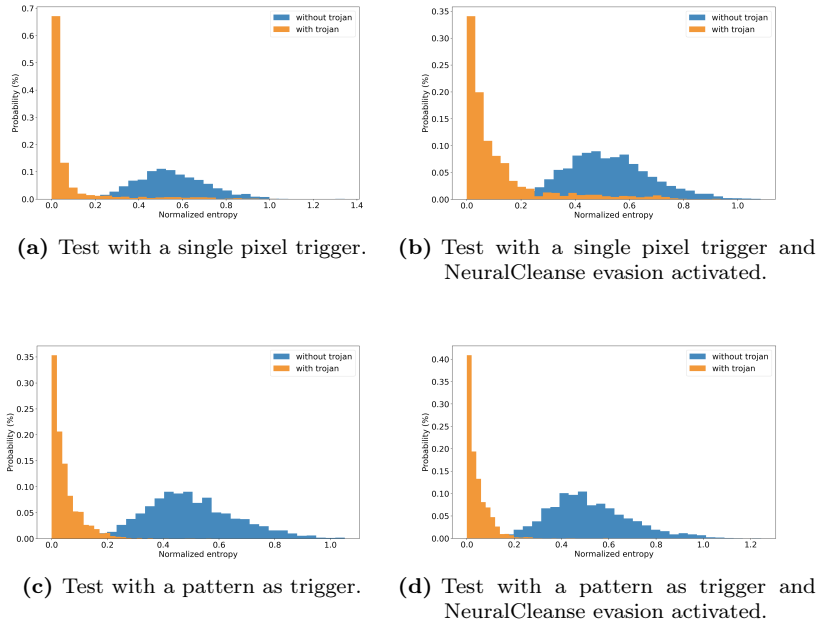 0.7
0.6
0.5
0.4
0.3
0.2
0.1
0.0
Probability (%)
0.0 0.2 0.4 0.6 0.8 1.0 1.2 1.4
Normalized entropy
without trojan
with trojan
(a) Test with a single pixel trigger.
0.35
0.30
0.25
0.20
0.15
0.10
0.05
0.00
Probability (%)
0.0 0.2 0.4 0.6 0.8 1.0
Normalized entropy
without trojan
with trojan
(b) Test with a single pixel trigger and
NeuralCleanse evasion activated.
0.35
0.30
0.25
0.20
0.15
0.10
0.05
0.00
Probability (%)
0.0 0.2 0.4 0.6 0.8 1.0
Normalized entropy
without trojan
with trojan
(c) Test with a pattern as trigger.
0.40
0.35
0.30
0.25
0.20
0.15
0.10
0.05
0.00
Probability (%)
0.0 0.2 0.4 0.6 0.8 1.0 1.2
Normalized entropy
without trojan
with trojan
(d) Test with a pattern as trigger and
NeuralCleanse evasion activated.